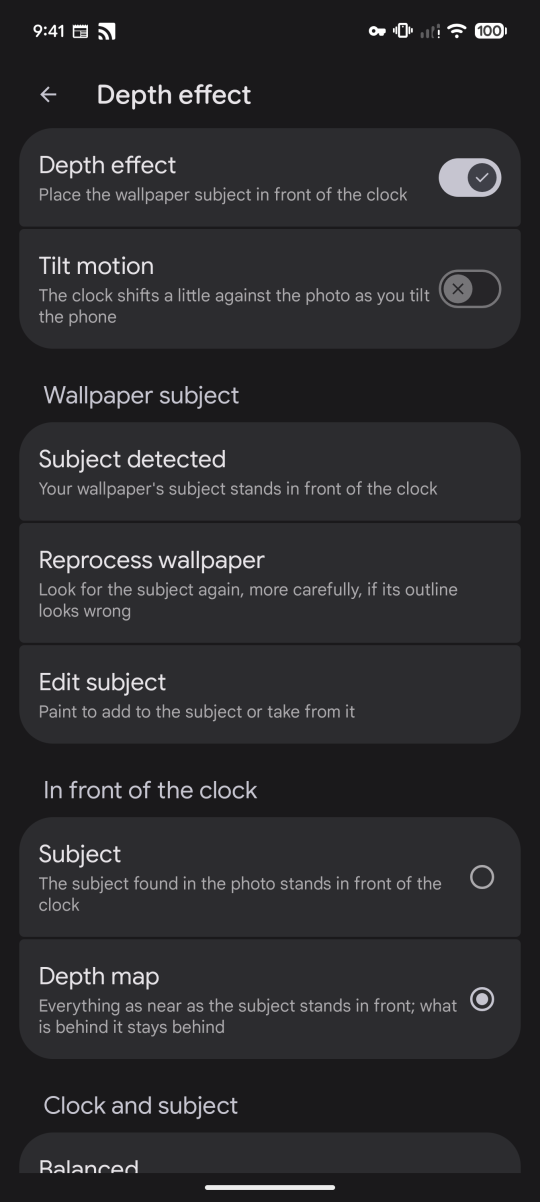 9:41
100
Depth effect
Depth effect
Place the wallpaper subject in front of the clock
Tilt motion
The clock shifts a little against the photo as you tilt
the phone
Wallpaper subject
Subject detected
Your wallpaper's subject stands in front of the clock
Reprocess wallpaper
Look for the subject again, more carefully, if its outline
looks wrong
Edit subject
Paint to add to the subject or take from it
In front of the clock
Subject
The subject found in the photo stands in front of the
clock
Depth map
Everything as near as the subject stands in front; what
is behind it stays behind
Clock and subject
Balanced